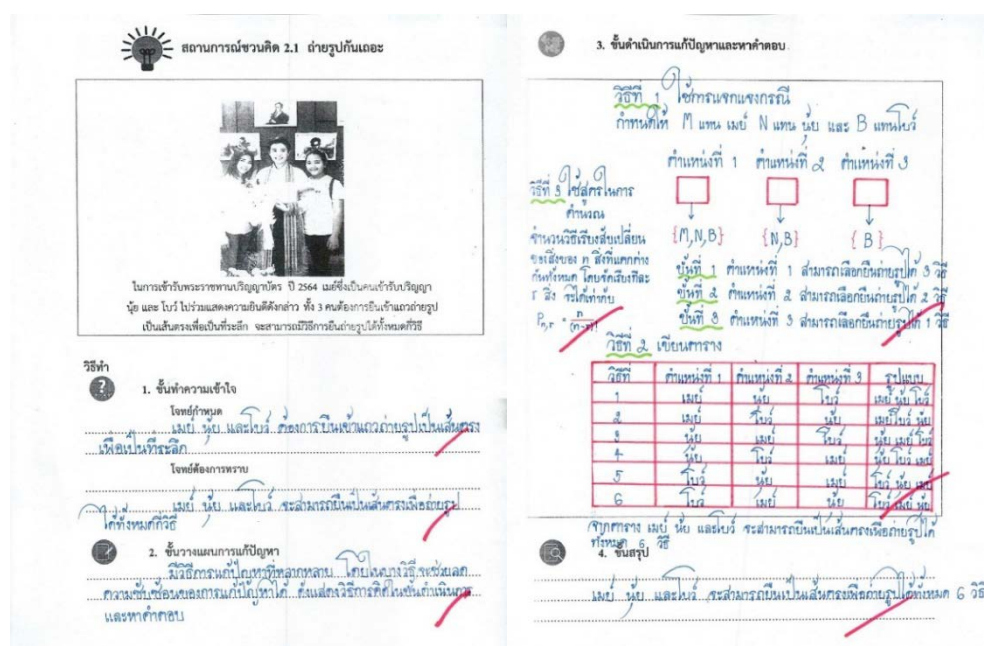 สถานการณ์ชวนคิด 2.1 ถ่ายรูปกันเถอะ
ในการเข้ารับพระราชทานปริญญาบัตร ปี 2564 เมย์ซึ่งเป็นคนเข้ารับปริญญา
นุ้ย และ โบว์ ไปร่วมแสดงความยินดีดังกล่าว ทั้ง 3 คนต้องการยืนเข้าแถวถ่ายรูป
เป็นเส้นตรงเพื่อเป็นที่ระลึก จะสามารถมีวิธีการยืนถ่ายรูปได้ทั้งหมดกี่วิธี
วิธีทำ
1. ขั้นทำความเข้าใจ
โจทย์กำหนด
เมย์ นุ้ย และโบว์ ต้องการยืนเข้าแถวถ่ายรูปเป็นเส้นตรง
เพื่อเป็นที่ระลึก
โจทย์ต้องการทราบ
เมย์ นุ้ย และโบว์ จะสามารถยืนเป็นเส้นตรงเพื่อถ่ายรูป
ได้ทั้งหมดกี่วิธี
2. ขั้นวางแผนการแก้ปัญหา
มีวิธีการแก้ปัญหาที่หลากหลาย โดยในบางวิธีจะช่วยลด
ความซับซ้อนของการแก้ปัญหาได้ ดังแสดงวิธีการคิดในขั้นดำเนินการ
และหาคำตอบ
3. ขั้นดำเนินการแก้ปัญหาและหาคำตอบ
วิธีที่ 1 ใช้การแจกแจงกรณี
กำหนดให้ M แทน เมย์ N แทน นุ้ย และ B แทนโบว์
ตำแหน่งที่ 1 ตำแหน่งที่ 2 ตำแหน่งที่ 3
{M,N,B} {N,B} { B }
ขั้นที่ 1 ตำแหน่งที่ 1 สามารถเลือกยืนถ่ายรูปได้ 3 วิธี
ขั้นที่ 2 ตำแหน่งที่ 2 สามารถเลือกยืนถ่ายรูปได้ 2 วิธี
ขั้นที่ 3 ตำแหน่งที่ 3 สามารถเลือกยืนถ่ายรูปได้ 1 วิธี
วิธีที่ 3 ใช้สูตรในการ
คำนวณ
จำนวนวิธีเรียงสับเปลี่ยน
ของสิ่งของ n สิ่งที่แตกต่าง
กันทั้งหมด โดยจัดเรียงทีละ
r สิ่ง จะได้เท่ากับ
วิธีที่ 2 เขียนตาราง
วิธีที่ ตำแหน่งที่ 1 ตำแหน่งที่ 2 ตำแหน่งที่ 3 รูปแบบ
1 เมย์ นุ้ย โบว์ เมย์ นุ้ย โบว์
2 เมย์ โบว์ นุ้ย เมย์ โบว์ นุ้ย
3 นุ้ย เมย์ โบว์ นุ้ย เมย์ โบว์
4 นุ้ย โบว์ เมย์ นุ้ย โบว์ เมย์
5 โบว์ นุ้ย เมย์ โบว์ นุ้ย เมย์
6 โบว์ เมย์ นุ้ย โบว์ เมย์ นุ้ย
จากตาราง เมย์ นุ้ย และโบว์ จะสามารถยืนเป็นเส้นตรงเพื่อถ่ายรูปได้
ทั้งหมด 6 วิธี
4. ขั้นสรุป
เมย์ นุ้ย และโบว์ จะสามารถยืนเป็นเส้นตรงเพื่อถ่ายรูปได้ทั้งหมด 6 วิธี